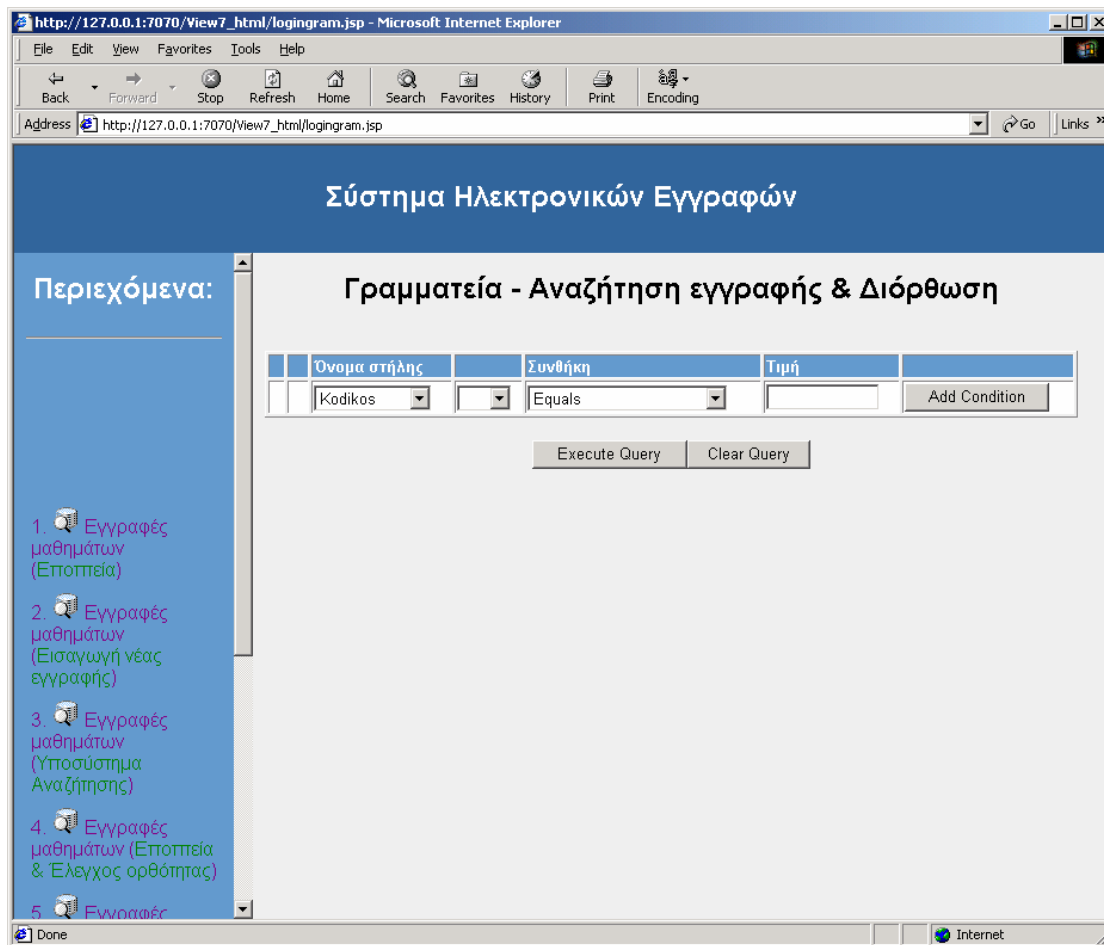 http://127.0.0.1:7070/View7_html/logingram.jsp - Microsoft Internet Explorer
File Edit View Favorites Tools Help
Back Forward Stop Refresh Home Search Favorites History Print Encoding
Address http://127.0.0.1:7070/View7_html/logingram.jsp Go Links »
Σύστημα Ηλεκτρονικών Εγγραφών
Περιεχόμενα:
1. Εγγραφές
μαθημάτων
(Εποπτεία)
2. Εγγραφές
μαθημάτων
(Εισαγωγή νέας
εγγραφής)
3. Εγγραφές
μαθημάτων
(Υποσύστημα
Αναζήτησης)
4. Εγγραφές
μαθημάτων (Εποπτεία
& Έλεγχος ορθότητας)
5. Εγγραφές
Γραμματεία - Αναζήτηση εγγραφής & Διόρθωση
Όνομα στήλης Συνθήκη Τιμή
Kodikos Equals Add Condition
Execute Query Clear Query
Done Internet